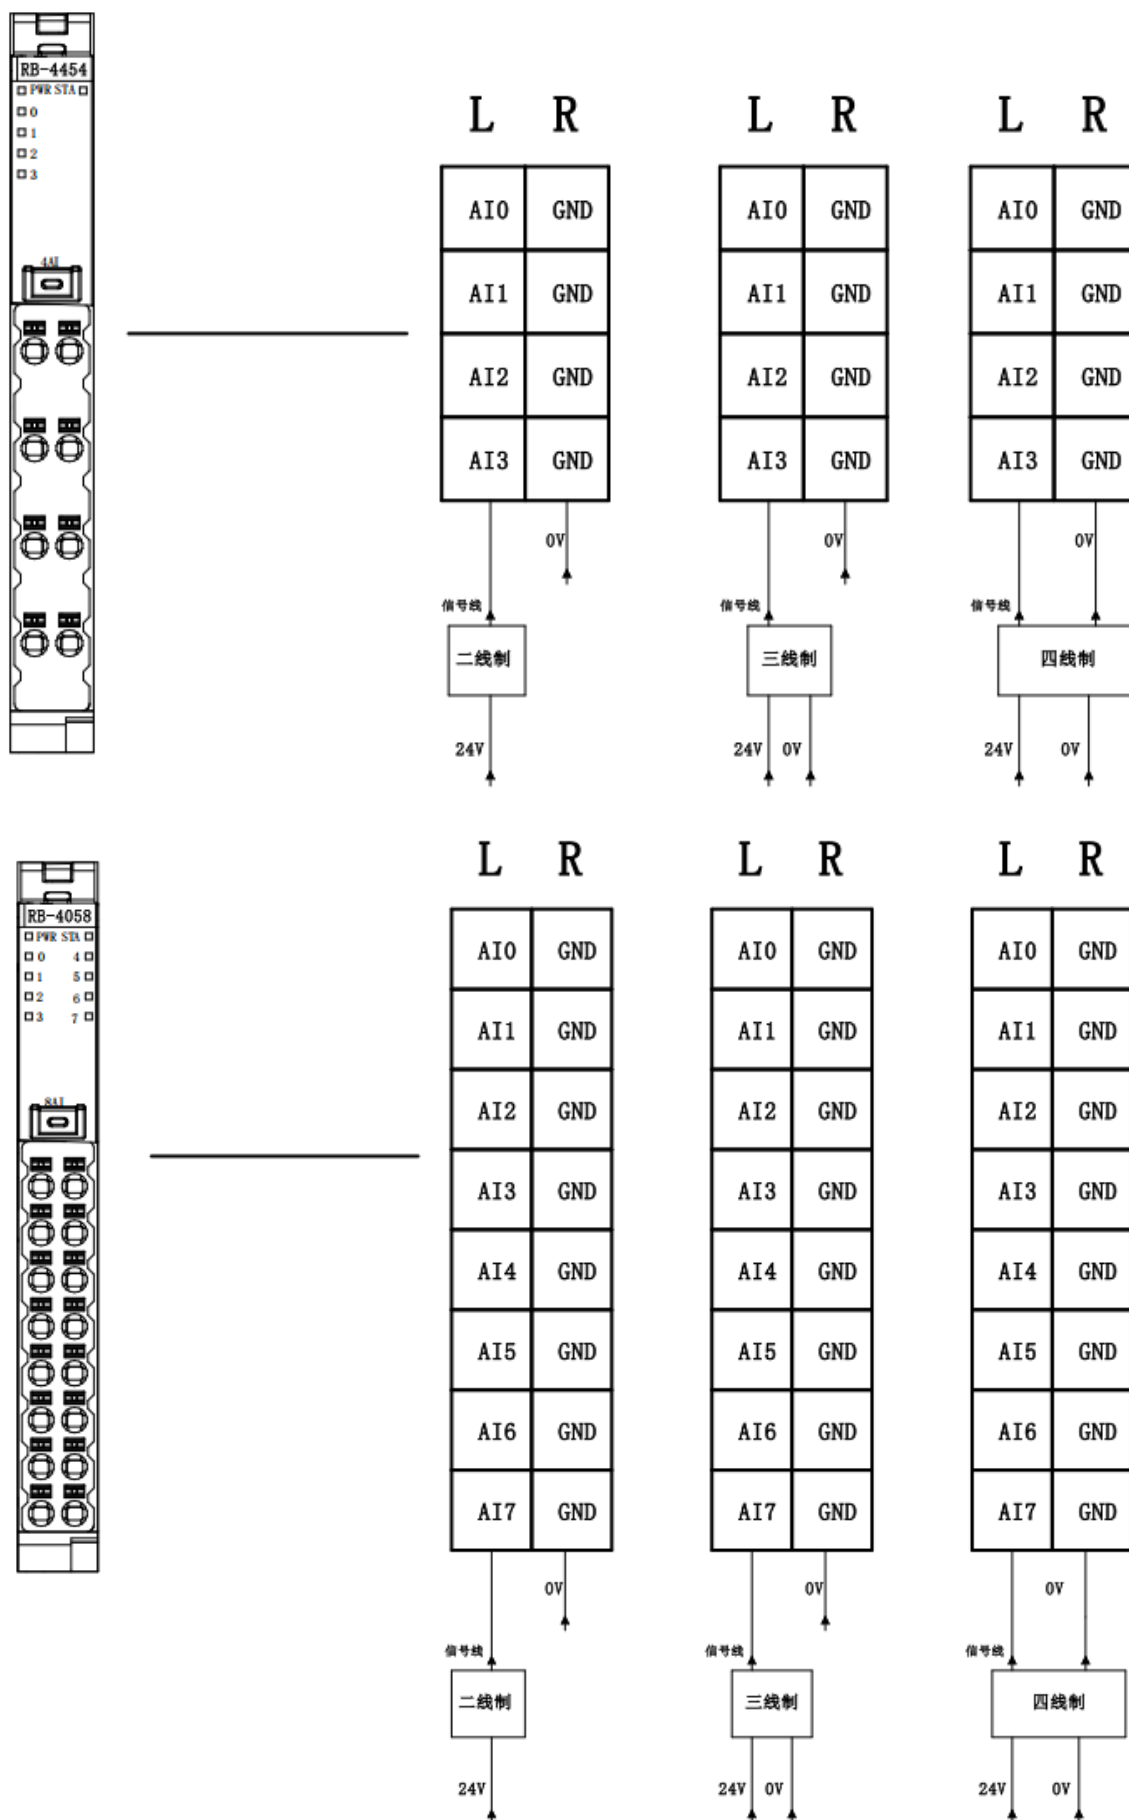 RB-4454
PWR STA
0
1
2
3
4AI
L R L R L R
AI0 GND AI0 GND AI0 GND
AI1 GND AI1 GND AI1 GND
AI2 GND AI2 GND AI2 GND
AI3 GND AI3 GND AI3 GND
0V 0V 0V
信号线 信号线 信号线
二线制 三线制 四线制
24V 24V 0V 24V 0V
L R L R L R
RB-4058
PWR STA
0 4
1 5
2 6
3 7
8AI
AI0 GND AI0 GND AI0 GND
AI1 GND AI1 GND AI1 GND
AI2 GND AI2 GND AI2 GND
AI3 GND AI3 GND AI3 GND
AI4 GND AI4 GND AI4 GND
AI5 GND AI5 GND AI5 GND
AI6 GND AI6 GND AI6 GND
AI7 GND AI7 GND AI7 GND
0V 0V 0V
信号线 信号线 信号线
二线制 三线制 四线制
24V 24V 0V 24V 0V